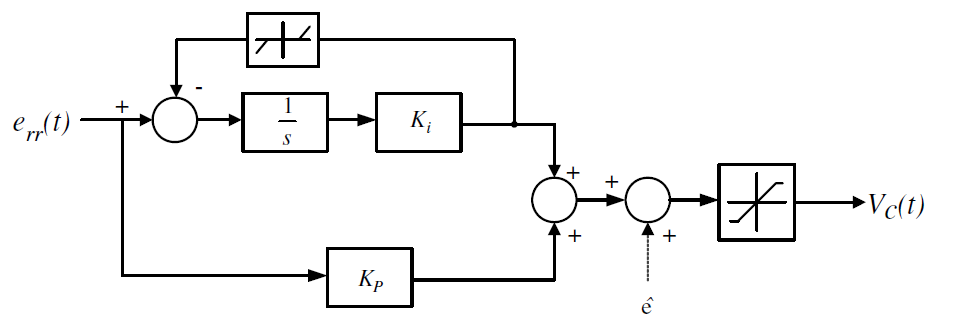 -
+
e_rr(t)
1
s
K_i
+
+
+
+
K_P
ê
V_C(t)